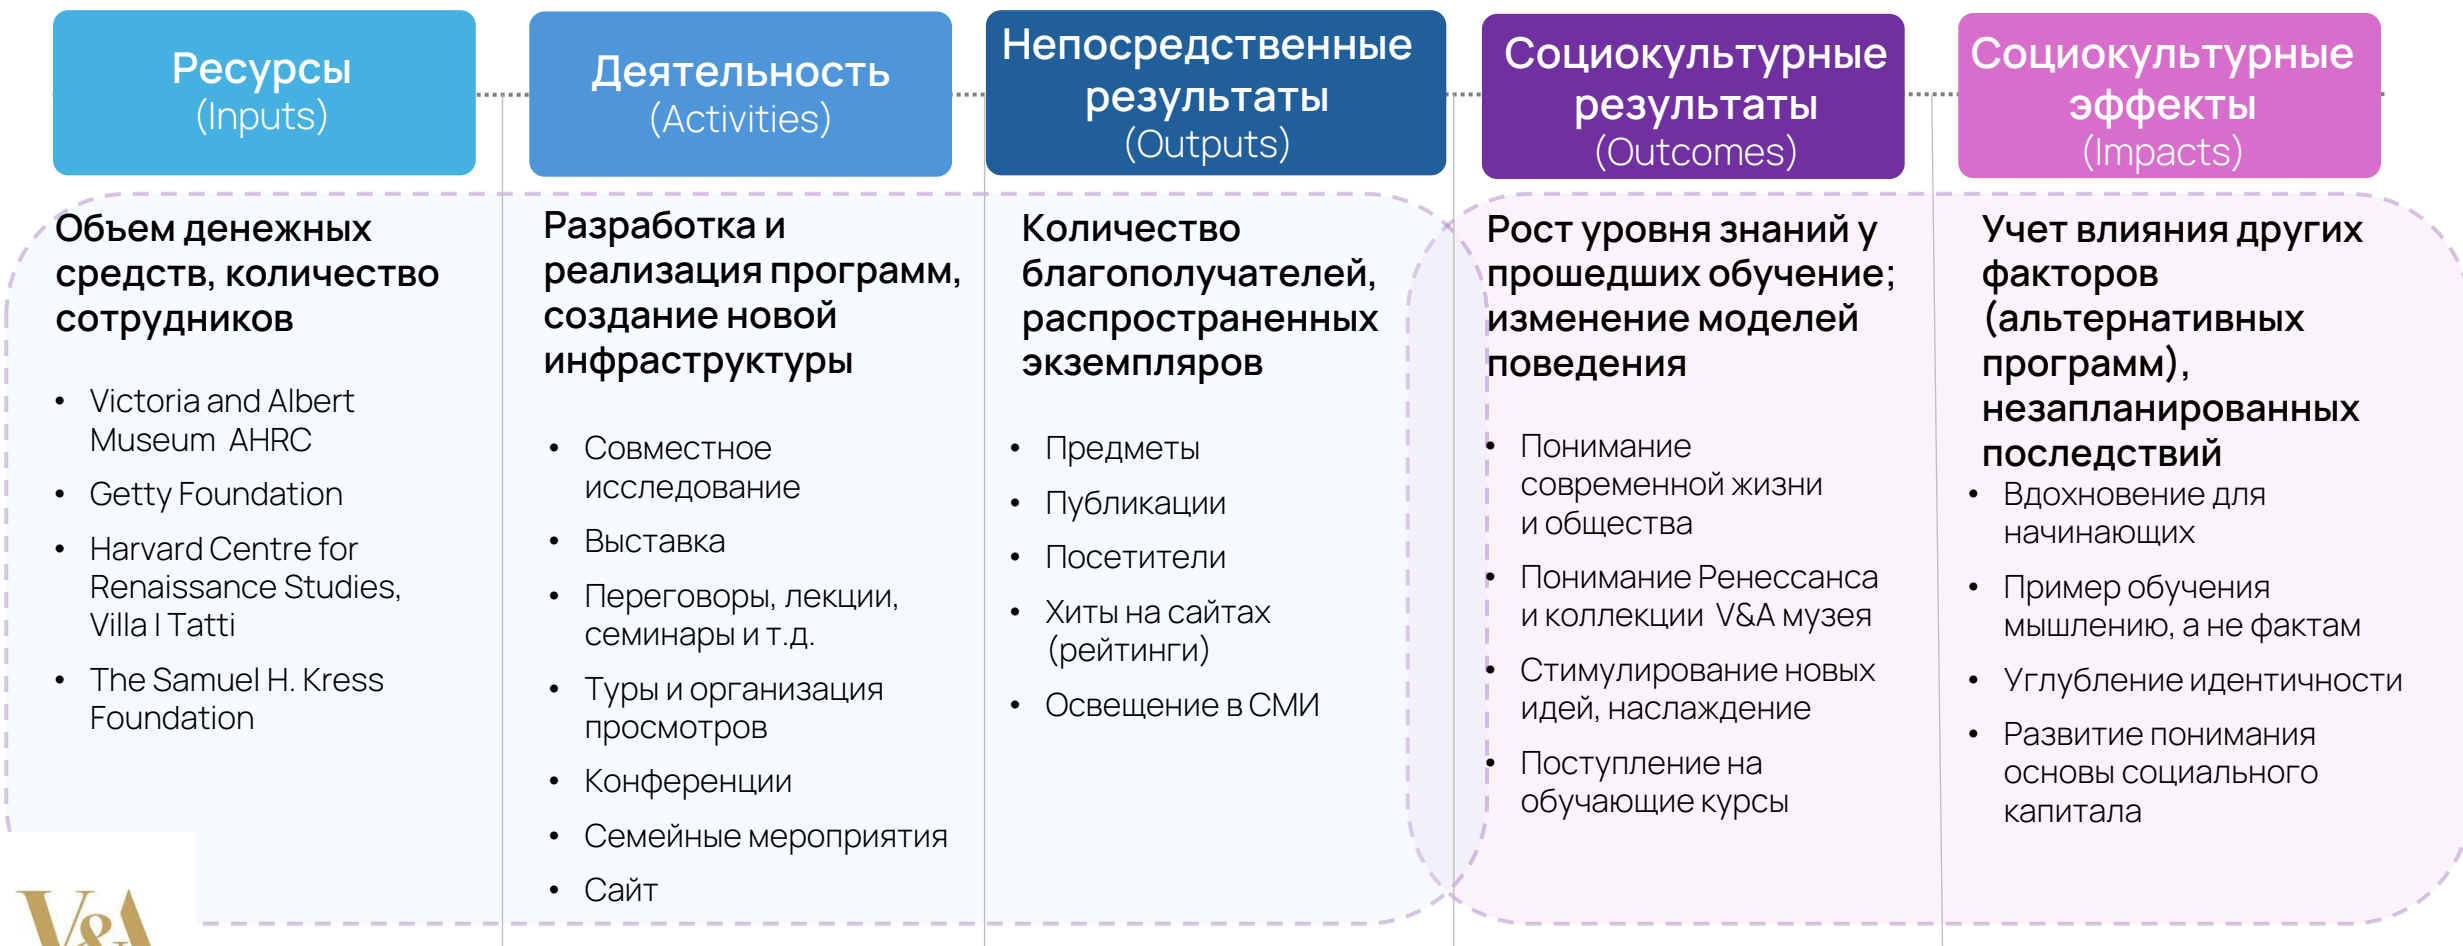 Ресурсы
(Inputs)
Объем денежных
средств, количество
сотрудников
• Victoria and Albert
Museum AHRC
• Getty Foundation
• Harvard Centre for
Renaissance Studies,
Villa I Tatti
• The Samuel H. Kress
Foundation
V&A
Деятельность
(Activities)
Разработка и
реализация программ,
создание новой
инфраструктуры
• Совместное
исследование
• Выставка
• Переговоры, лекции,
семинары и т.д.
• Туры и организация
просмотров
• Конференции
• Семейные мероприятия
• Сайт
Непосредственные
результаты
(Outputs)
Количество
благополучателей,
распространенных
экземпляров
• Предметы
• Публикации
• Посетители
• Хиты на сайтах
(рейтинги)
• Освещение в СМИ
Социокультурные
результаты
(Outcomes)
Рост уровня знаний у
прошедших обучение;
изменение моделей
поведения
• Понимание
современной жизни
и общества
• Понимание Ренессанса
и коллекции V&A музея
• Стимулирование новых
идей, наслаждение
• Поступление на
обучающие курсы
Социокультурные
эффекты
(Impacts)
Учет влияния других
факторов
(альтернативных
программ),
незапланированных
последствий
• Вдохновение для
начинающих
• Пример обучения
мышлению, а не фактам
• Углубление идентичности
• Развитие понимания
основы социального
капитала